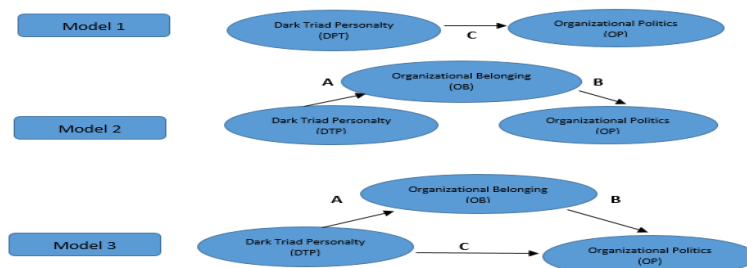 Model 1
Dark Triad Personalty
(DPT)
C
Organizational Politics
(OP)
A
Organizational Belonging
(OB)
B
Model 2
Dark Triad Personalty
(DTP)
Organizational Politics
(OP)
A
Organizational Belonging
(OB)
B
Model 3
Dark Triad Personalty
(DTP)
C
Organizational Politics
(OP)